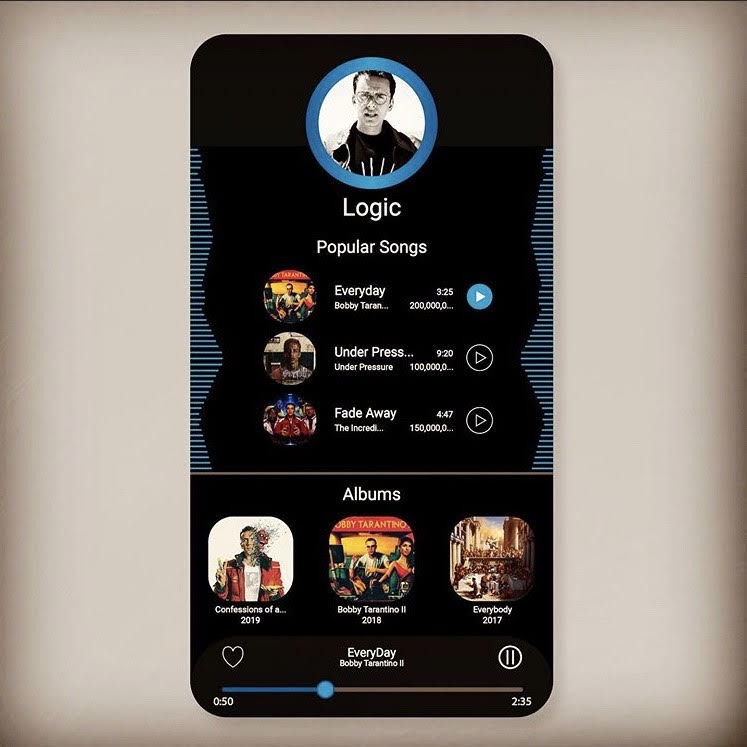 Logic
Popular Songs
Everyday 3:25
Bobby Taran... 200,000,0...
Under Press... 9:20
Under Pressure 100,000,0...
Fade Away 4:47
The Incredi... 150,000,0...
Albums
BOBBY TARANTINO
Confessions of a... Bobby Tarantino II Everybody
2019 2018 2017
EveryDay
Bobby Tarantino II
0:50 2:35